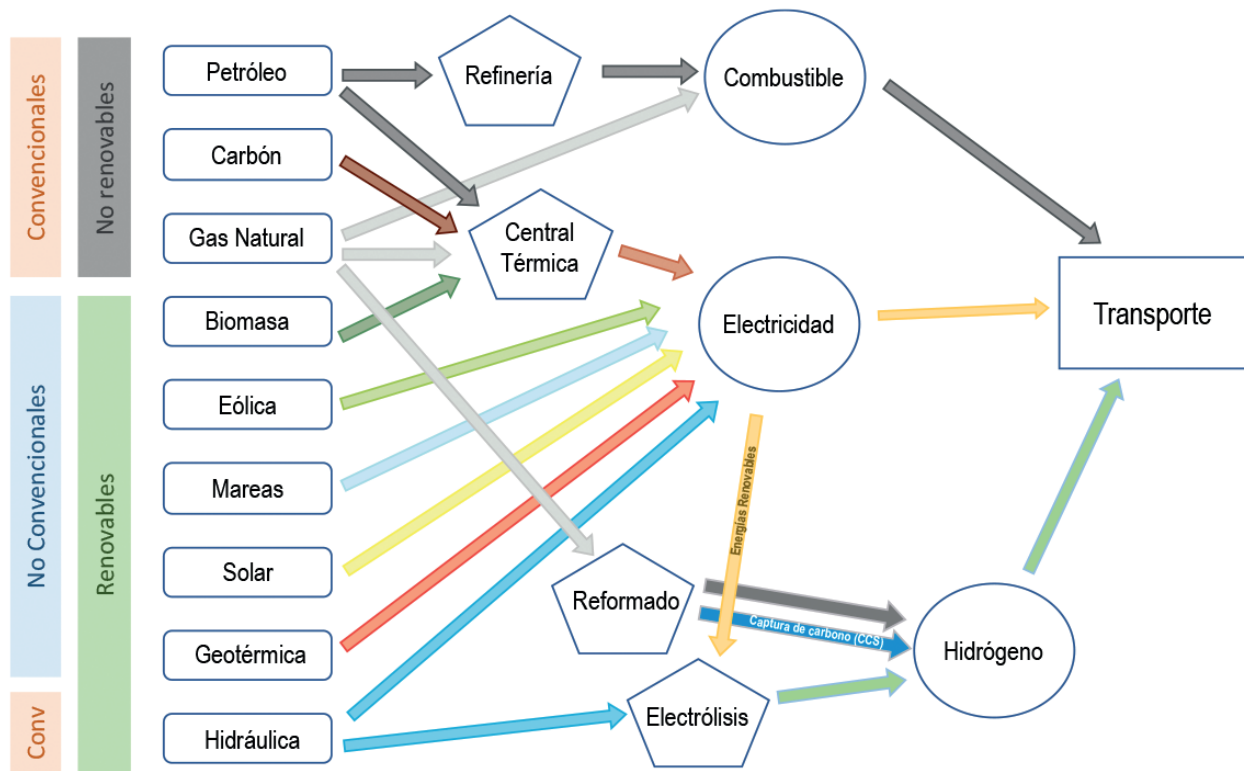 Convencionales
No renovables
No Convencionales
Renovables
Conv
Petróleo
Carbón
Gas Natural
Biomasa
Eólica
Mareas
Solar
Geotérmica
Hidráulica
Refinería
Central
Térmica
Reformado
Electrólisis
Combustible
Electricidad
Energías Renovables
Captura de carbono (CCS)
Hidrógeno
Transporte